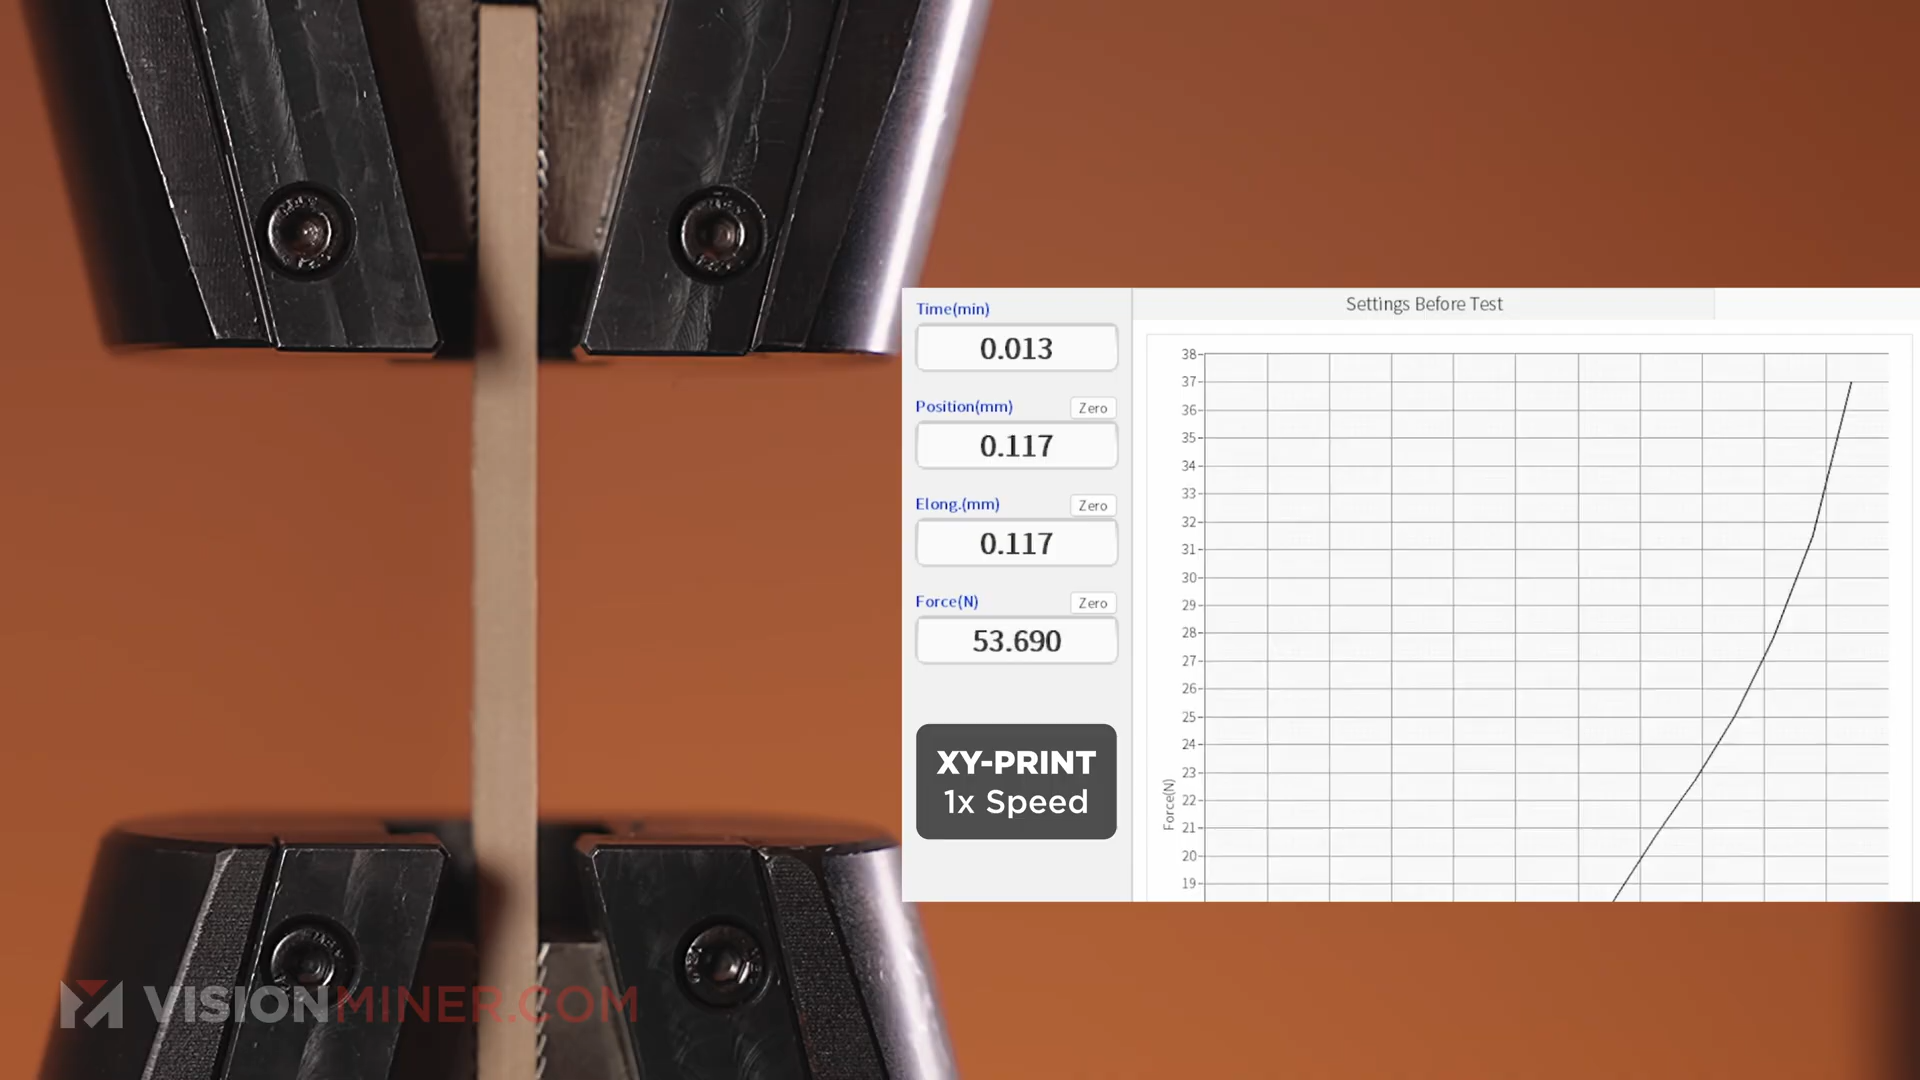 Settings Before Test
Time(min)
0.013
Position(mm) Zero
0.117
Elong.(mm) Zero
0.117
Force(N) Zero
53.690
XY-PRINT
1x Speed
Force(N)
38
37
36
35
34
33
32
31
30
29
28
27
26
25
24
23
22
21
20
19
VISIONMINER.COM